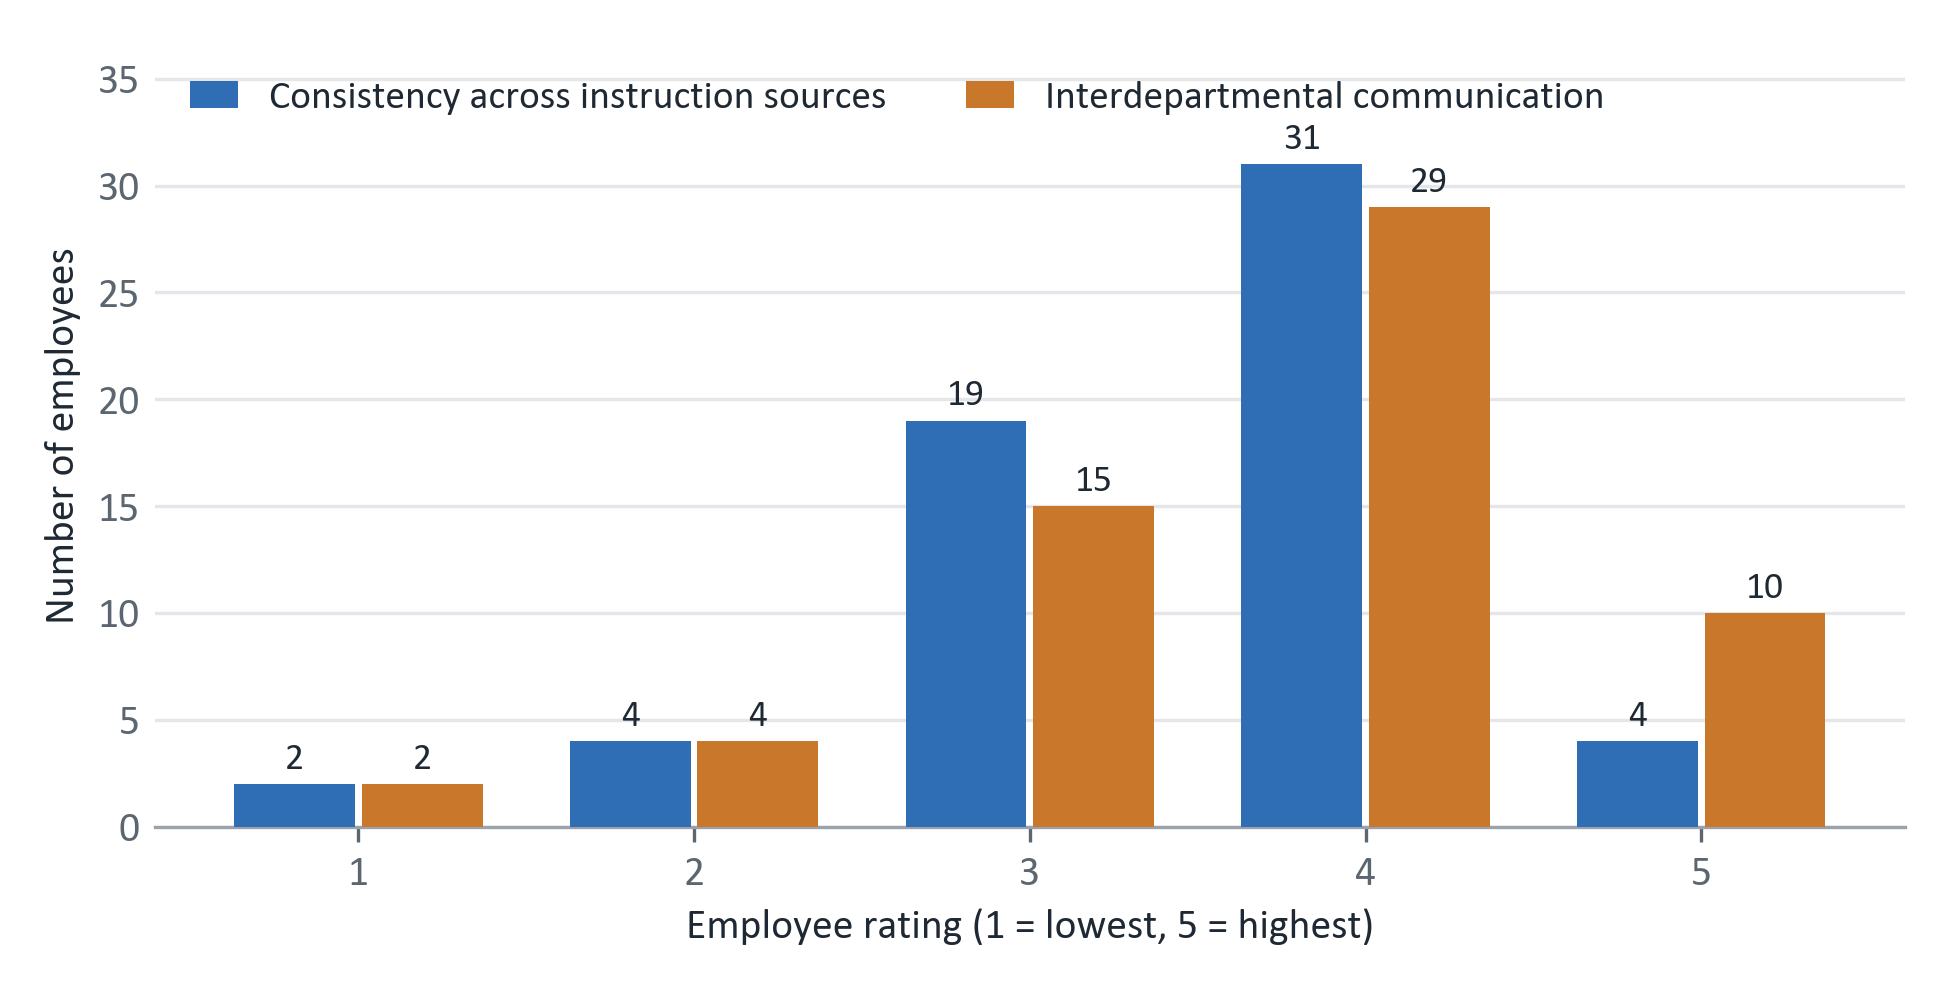 35
Consistency across instruction sources Interdepartmental communication
31
30
29
25
Number of employees
20
19
15
15
10
10
5
4 4 4
2 2
0
1 2 3 4 5
Employee rating (1 = lowest, 5 = highest)